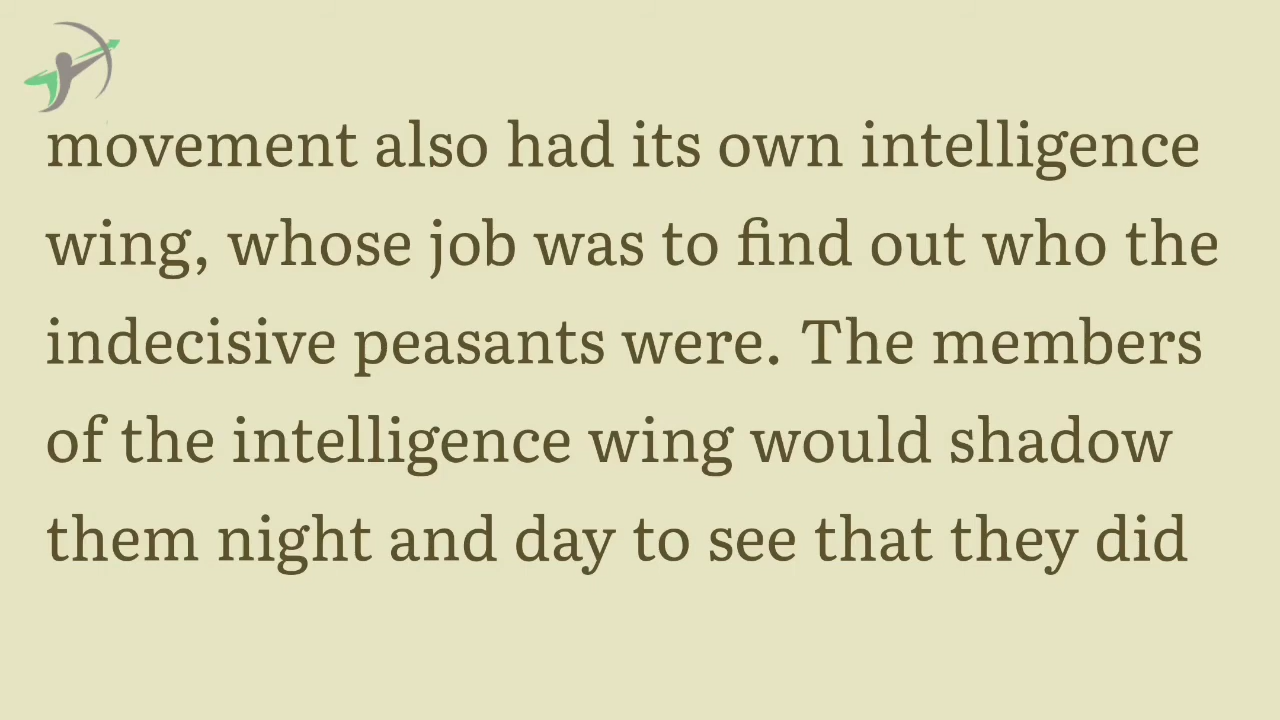 movement also had its own intelligence
wing, whose job was to find out who the
indecisive peasants were. The members
of the intelligence wing would shadow
them night and day to see that they did